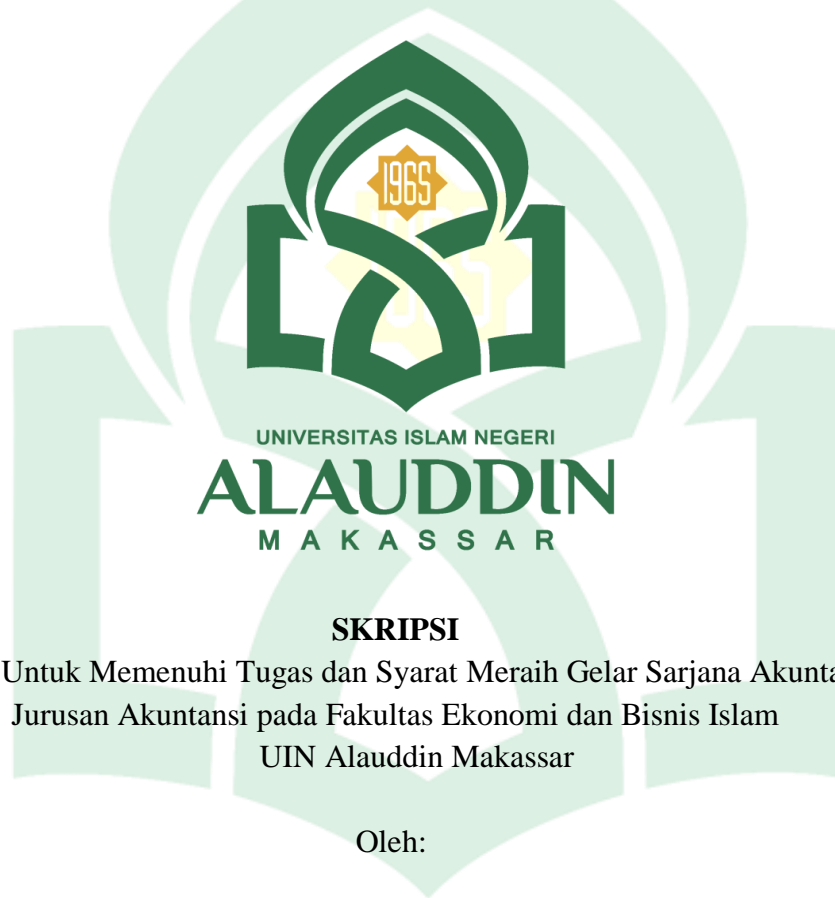 1965
UNIVERSITAS ISLAM NEGERI
ALAUDDIN
MAKASSAR
SKRIPSI
Untuk Memenuhi Tugas dan Syarat Meraih Gelar Sarjana Akunta
Jurusan Akuntansi pada Fakultas Ekonomi dan Bisnis Islam
UIN Alauddin Makassar
Oleh: